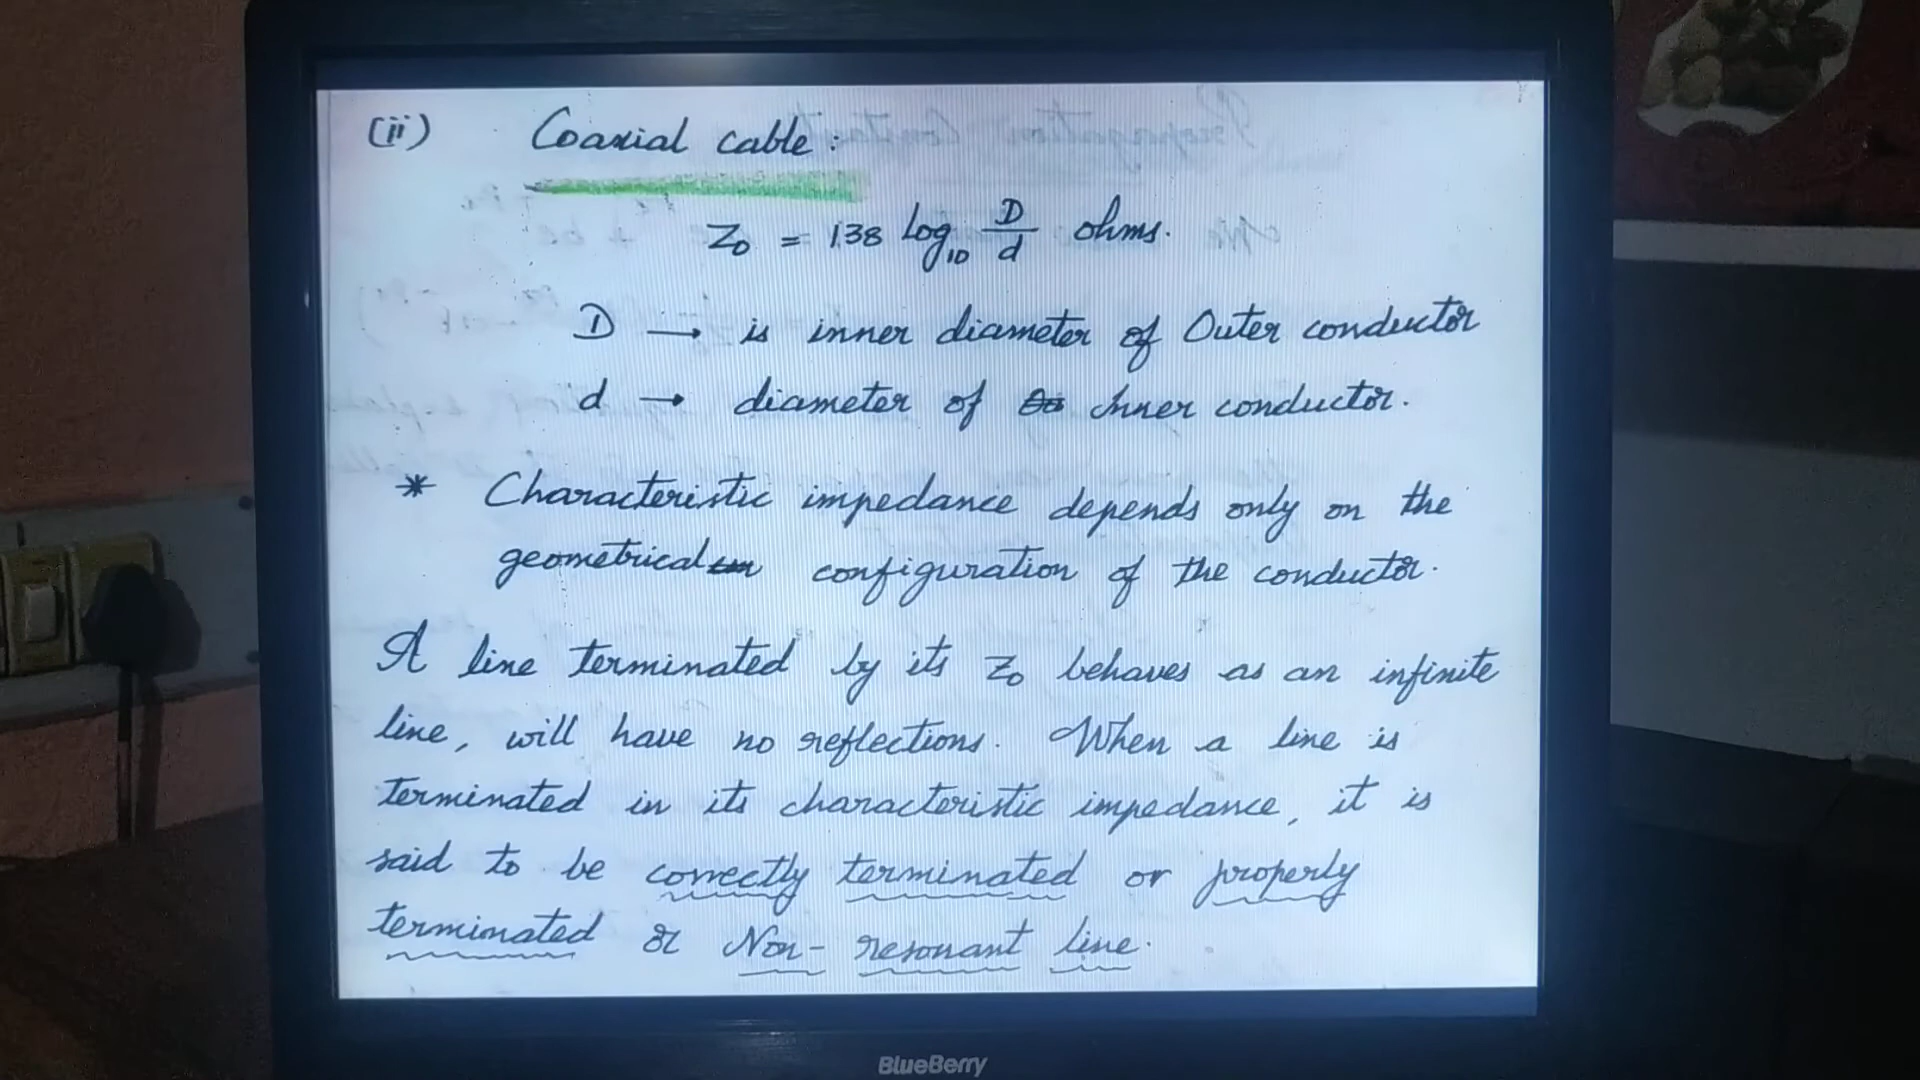 (ii) Coaxial cable :
Z0 = 138 log10 D/d ohms.
D → is inner diameter of Outer conductor
d → diameter of Inner conductor.
* Characteristic impedance depends only on the
geometrical configuration of the conductor.
A line terminated by its Z0 behaves as an infinite
line, will have no reflections. When a line is
terminated in its characteristic impedance, it is
said to be correctly terminated or properly
terminated or Non-resonant line.
BlueBerry